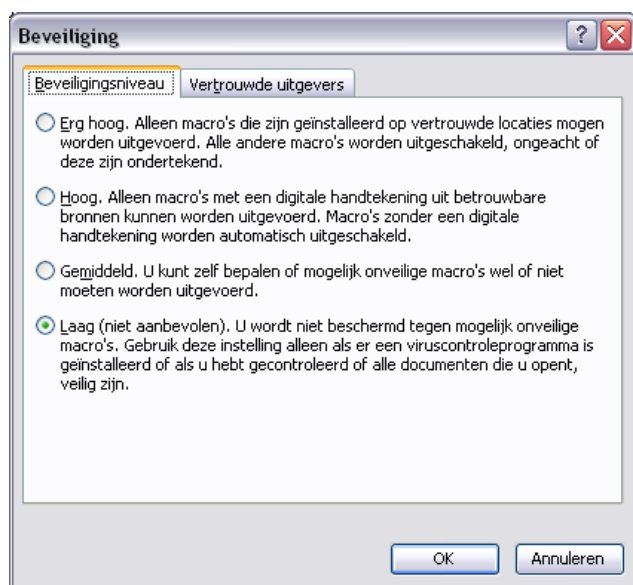 Beveiliging
Beveiligingsniveau
Vertrouwde uitgevers
Erg hoog. Alleen macro's die zijn geïnstalleerd op vertrouwde locaties mogen
worden uitgevoerd. Alle andere macro's worden uitgeschakeld, ongeacht of
deze zijn ondertekend.
Hoog. Alleen macro's met een digitale handtekening uit betrouwbare
bronnen kunnen worden uitgevoerd. Macro's zonder een digitale
handtekening worden automatisch uitgeschakeld.
Gemiddeld. U kunt zelf bepalen of mogelijk onveilige macro's wel of niet
moeten worden uitgevoerd.
Laag (niet aanbevolen). U wordt niet beschermd tegen mogelijk onveilige
macro's. Gebruik deze instelling alleen als er een viruscontroleprogramma is
geïnstalleerd of als u hebt gecontroleerd of alle documenten die u opent,
veilig zijn.
OK
Annuleren